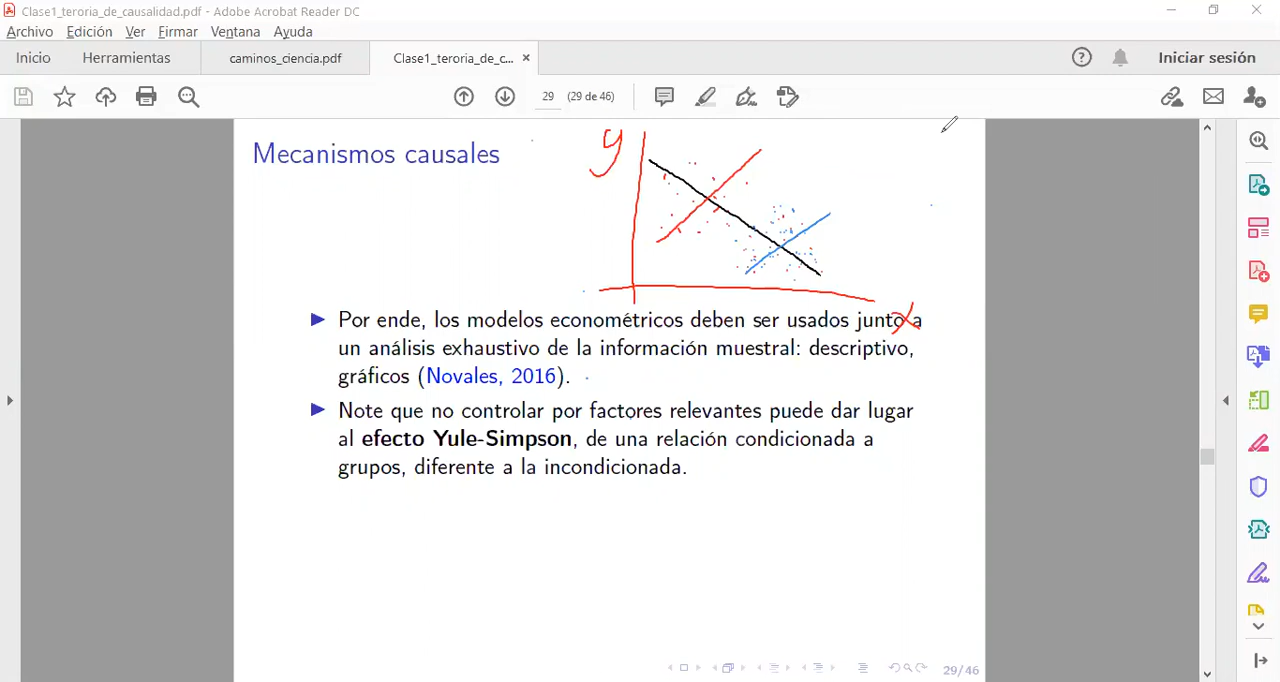 Clase1_teroria_de_causalidad.pdf - Adobe Acrobat Reader DC
Archivo Edición Ver Firmar Ventana Ayuda
Inicio Herramientas caminos_ciencia.pdf Clase1_teroria_de_c... × Iniciar sesión
29 (29 de 46)
Mecanismos causales
y
x
Por ende, los modelos econométricos deben ser usados junto a
un análisis exhaustivo de la información muestral: descriptivo,
gráficos (Novales, 2016).
Note que no controlar por factores relevantes puede dar lugar
al efecto Yule-Simpson, de una relación condicionada a
grupos, diferente a la incondicionada.
29/46